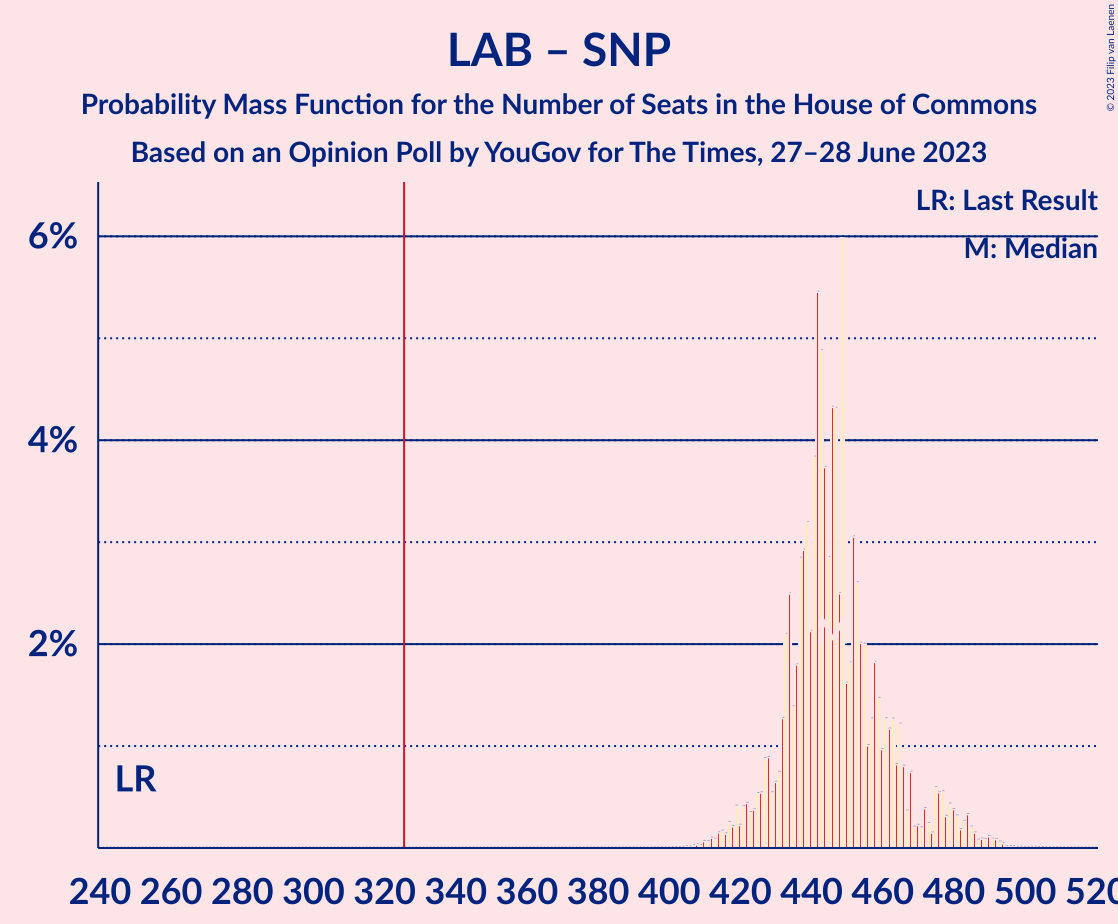 LAB – SNP
Probability Mass Function for the Number of Seats in the House of Commons
Based on an Opinion Poll by YouGov for The Times, 27–28 June 2023
© 2023 Filip van Laenen
LR: Last Result
M: Median
6%
4%
2%
LR
240 260 280 300 320 340 360 380 400 420 440 460 480 500 520